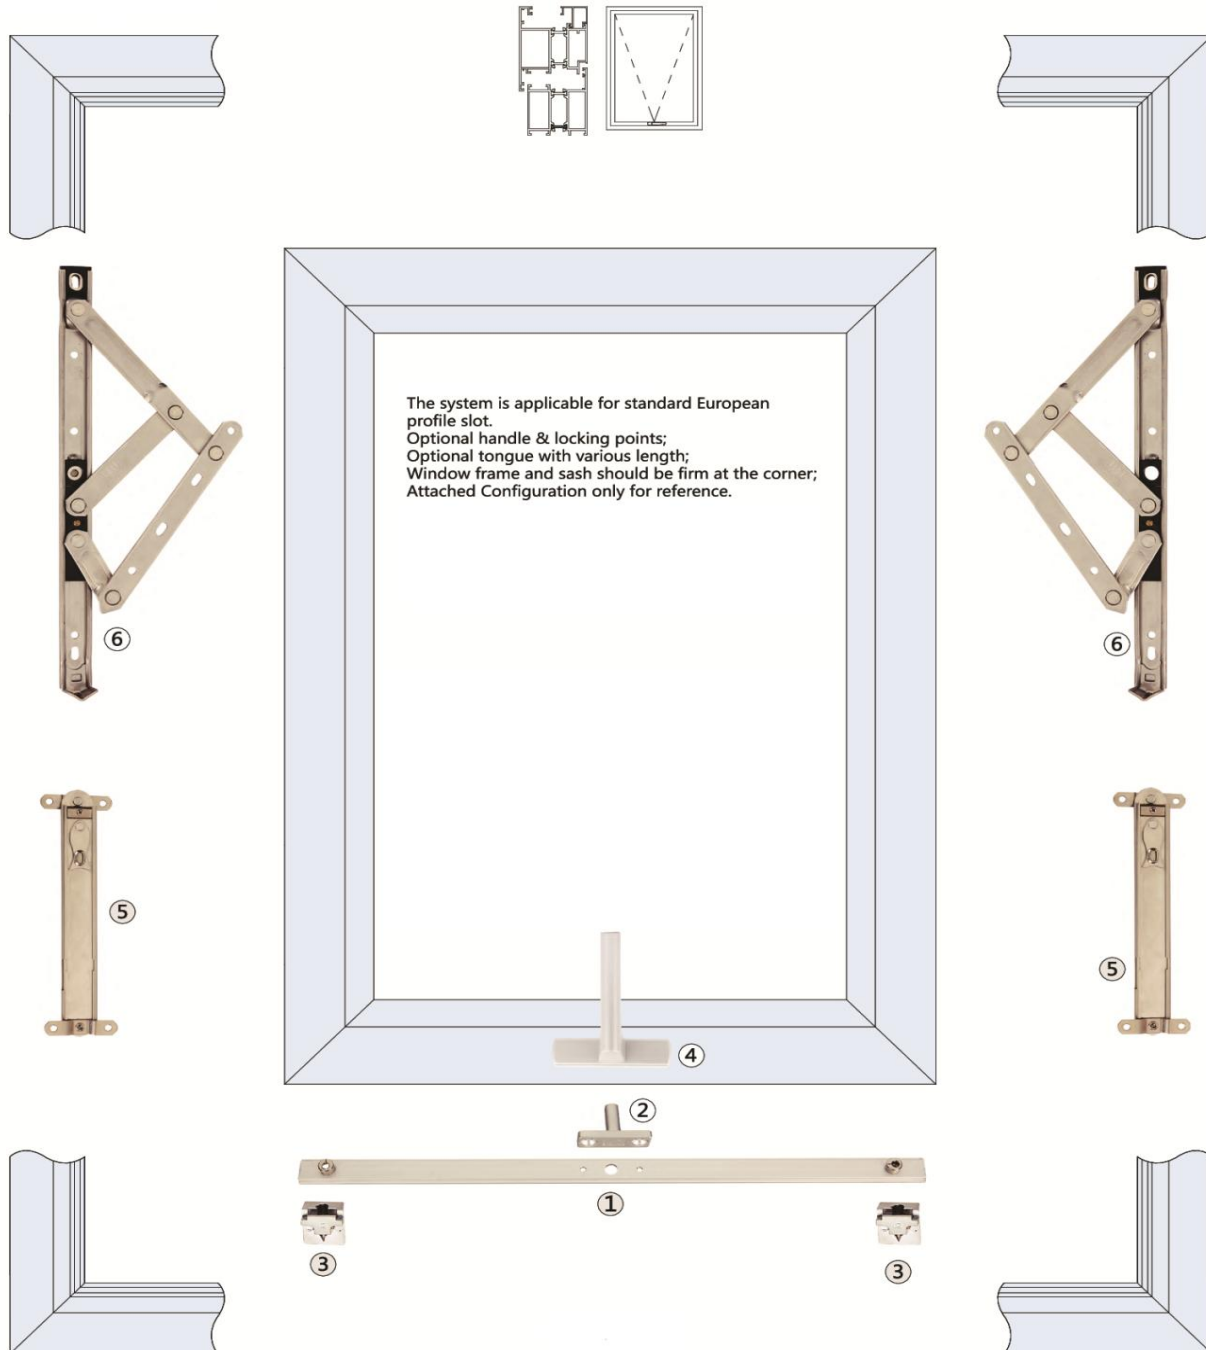 The system is applicable for standard European
profile slot.
Optional handle & locking points;
Optional tongue with various length;
Window frame and sash should be firm at the corner;
Attached Configuration only for reference.
6
6
5
5
4
2
1
3
3